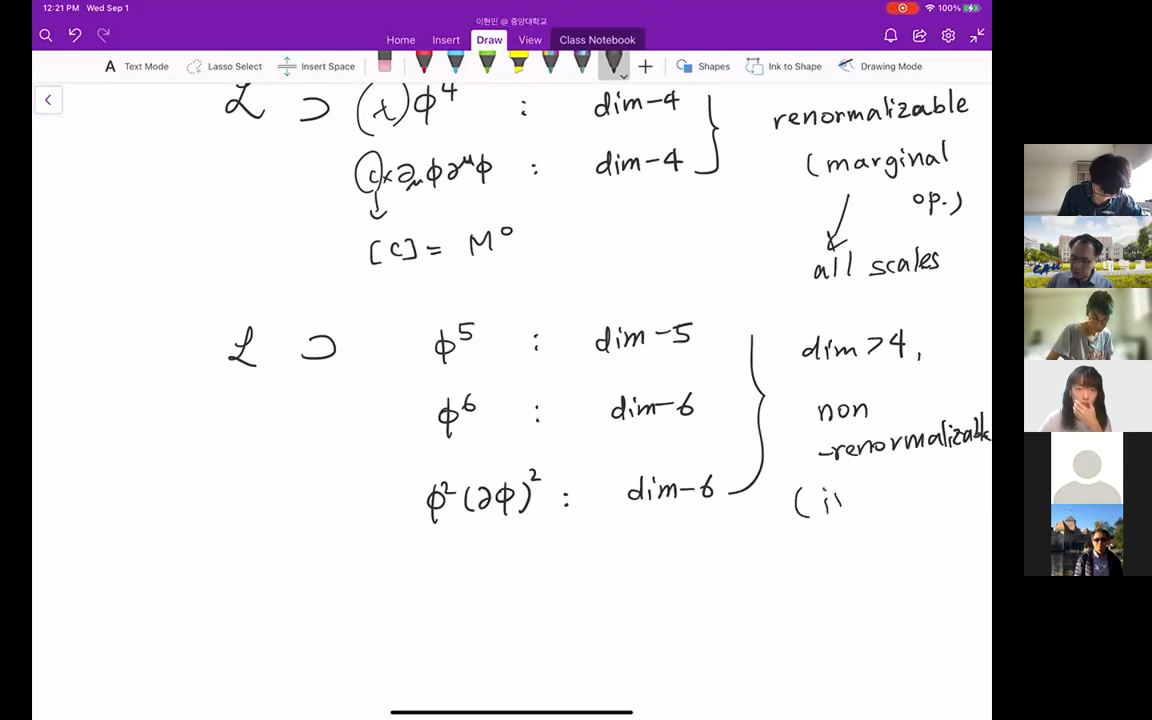 12:21 PM Wed Sep 1
100%
이현민 @ 중앙대학교
Home Insert Draw View Class Notebook
Text Mode Lasso Select Insert Space Shapes Ink to Shape Drawing Mode
ℒ ⊃ (λ)φ⁴ : dim-4
renormalizable
c × ∂μφ∂^μφ : dim-4
(marginal op.)
[c] = M⁰
all scales
ℒ ⊃ φ⁵ : dim-5
dim > 4,
φ⁶ : dim-6
non
-renormalizable
φ²(∂φ)² : dim-6
(